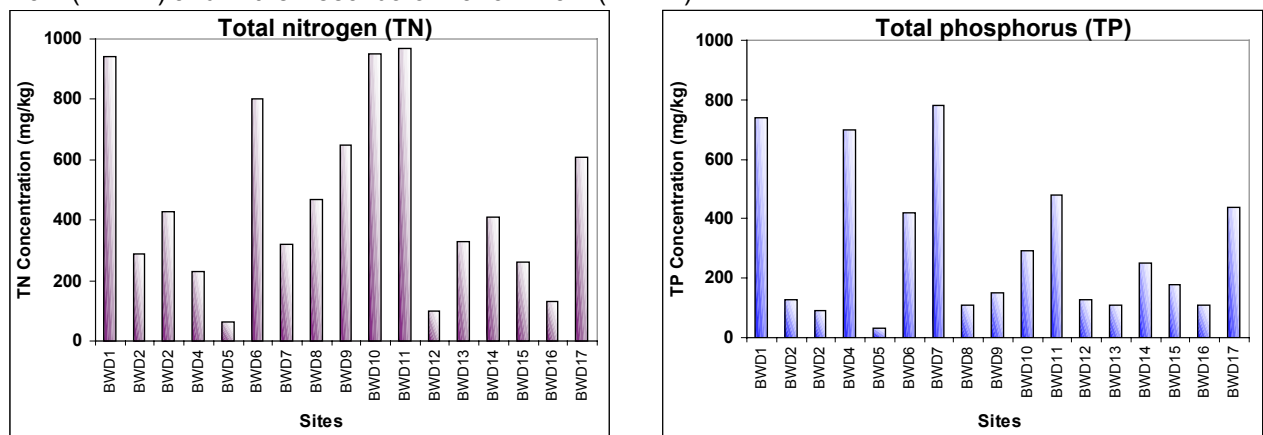 Total nitrogen (TN)
1000
800
600
400
200
0
TN Concentration (mg/kg)
BWD1
BWD2
BWD2
BWD4
BWD5
BWD6
BWD7
BWD8
BWD9
BWD10
BWD11
BWD12
BWD13
BWD14
BWD15
BWD16
BWD17
Sites
Total phosphorus (TP)
1000
800
600
400
200
0
TP Concentration (mg/kg)
BWD1
BWD2
BWD2
BWD4
BWD5
BWD6
BWD7
BWD8
BWD9
BWD10
BWD11
BWD12
BWD13
BWD14
BWD15
BWD16
BWD17
Sites